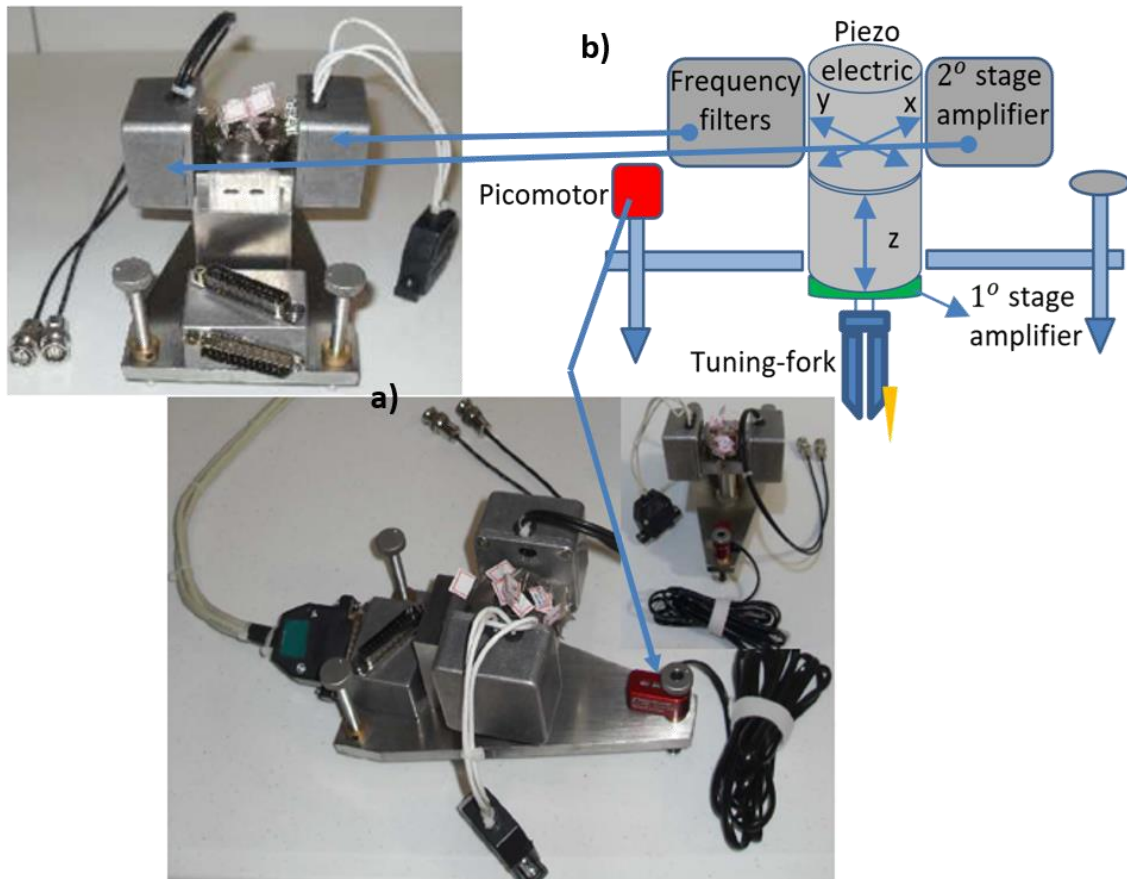 b)
Piezo
electric
Frequency
filters
y
x
2º stage
amplifier
Picomotor
z
1º stage
amplifier
Tuning-fork
a)